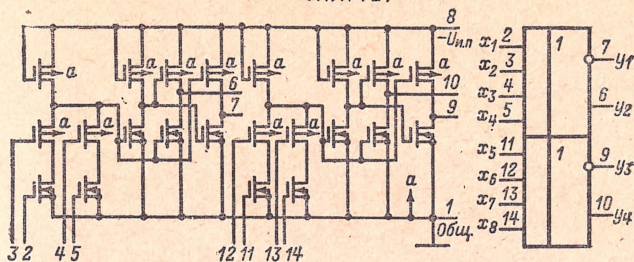 8
-Uи.п
a a a a a a a a
6
7
10
9
a a a a a a
a
1
Общ.
3 2 4 5 12 11 13 14
x1 2
x2 3
x3 4
x4 5
x5 11
x6 12
x7 13
x8 14
1
1
7 y1
6 y2
9 y3
10 y4